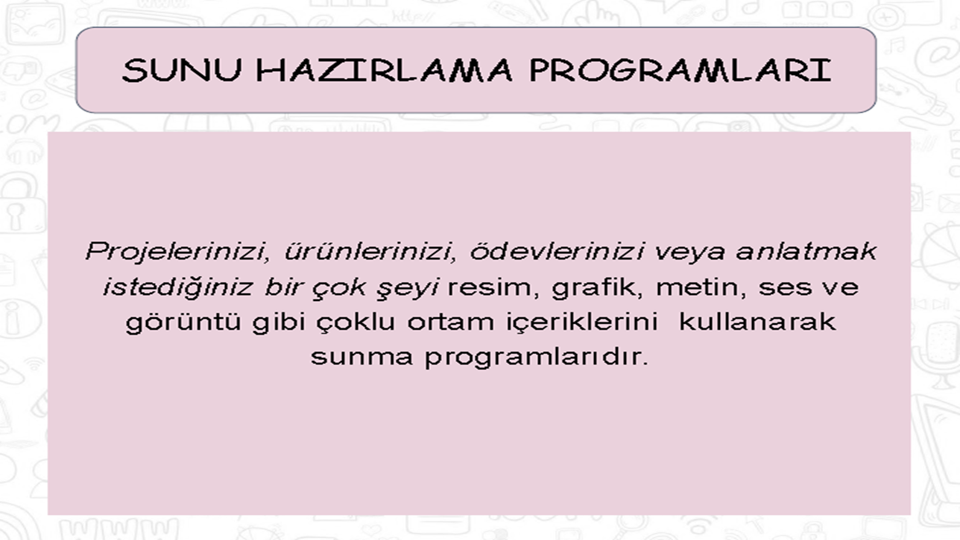 SUNU HAZIRLAMA PROGRAMLARI
Projelerinizi, ürünlerinizi, ödevlerinizi veya anlatmak
istediğiniz bir çok şeyi resim, grafik, metin, ses ve
görüntü gibi çoklu ortam içeriklerini kullanarak
sunma programlarıdır.
www